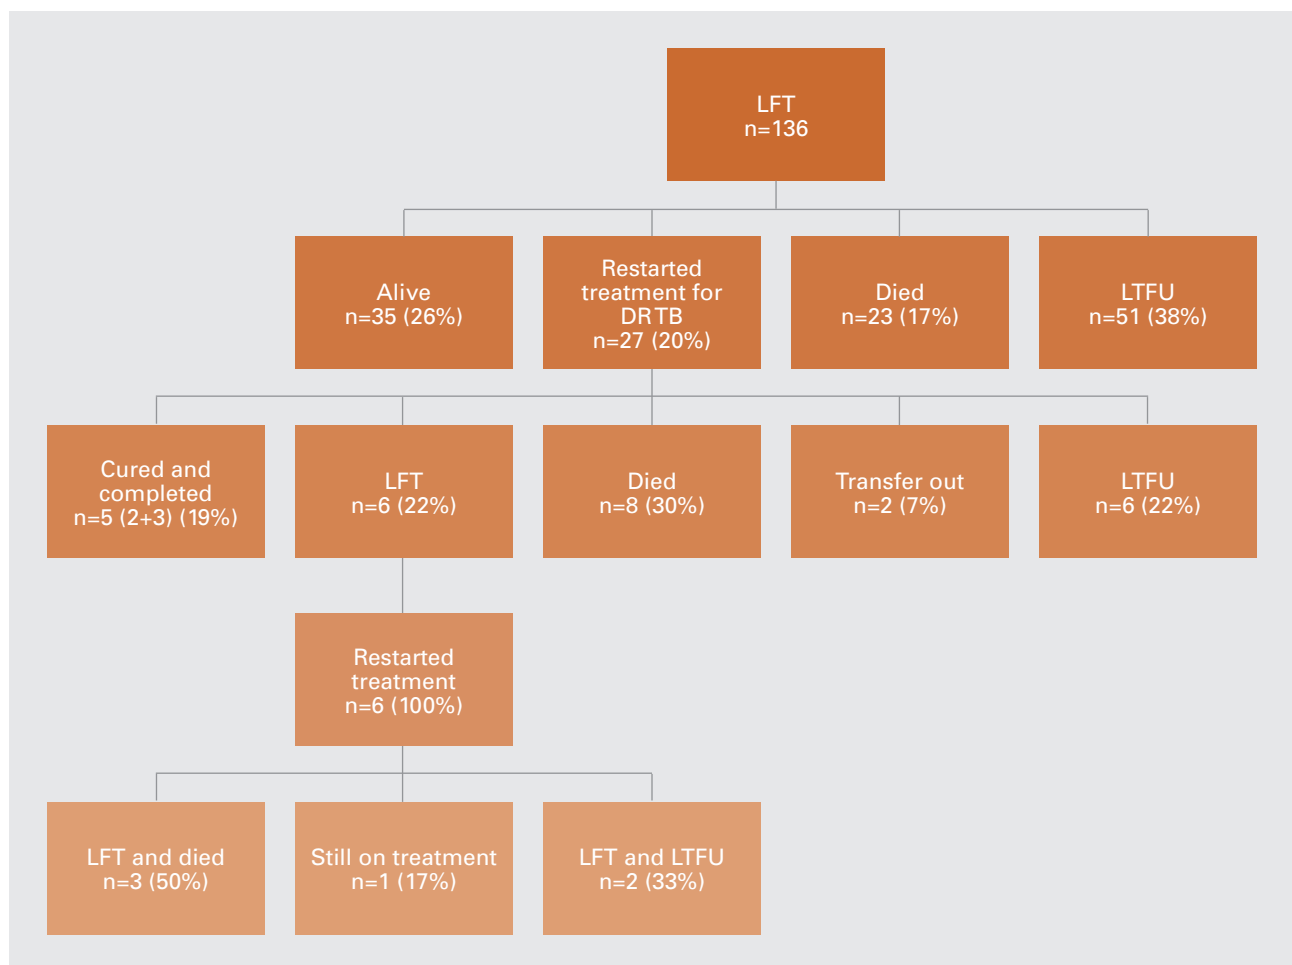 LFT
n=136
Alive
n=35 (26%)
Restarted
treatment for
DRTB
n=27 (20%)
Died
n=23 (17%)
LTFU
n=51 (38%)
Cured and
completed
n=5 (2+3) (19%)
LFT
n=6 (22%)
Died
n=8 (30%)
Transfer out
n=2 (7%)
LTFU
n=6 (22%)
Restarted
treatment
n=6 (100%)
LFT and died
n=3 (50%)
Still on treatment
n=1 (17%)
LFT and LTFU
n=2 (33%)